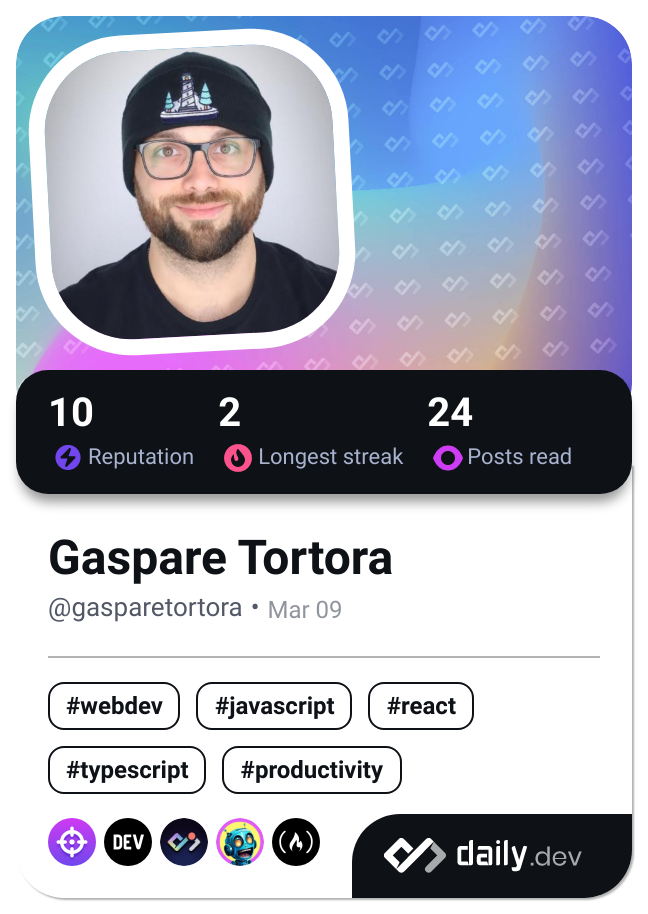 10 2 24
Reputation Longest streak Posts read
Gaspare Tortora
@gasparetortora • Mar 09
#webdev #javascript #react
#typescript #productivity
DEV
daily.dev